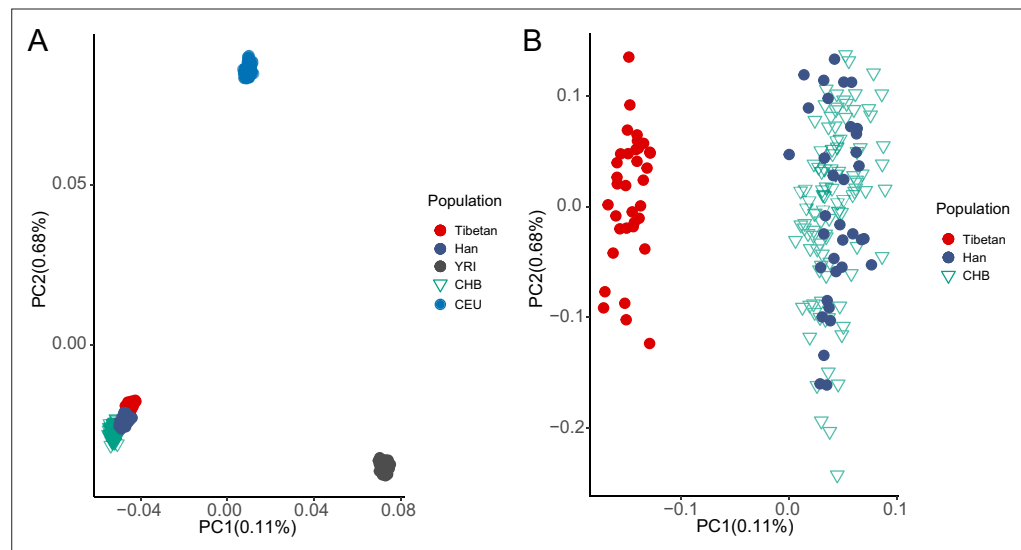 A
PC2(0.68%)
0.05
0.00
−0.04
0.00
0.04
0.08
PC1(0.11%)
Population
Tibetan
Han
YRI
CHB
CEU
B
PC2(0.68%)
0.1
0.0
−0.1
−0.2
−0.1
0.0
0.1
PC1(0.11%)
Population
Tibetan
Han
CHB